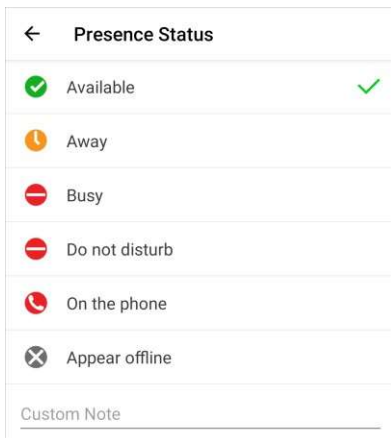 Presence Status
Available
Away
Busy
Do not disturb
On the phone
Appear offline
Custom Note